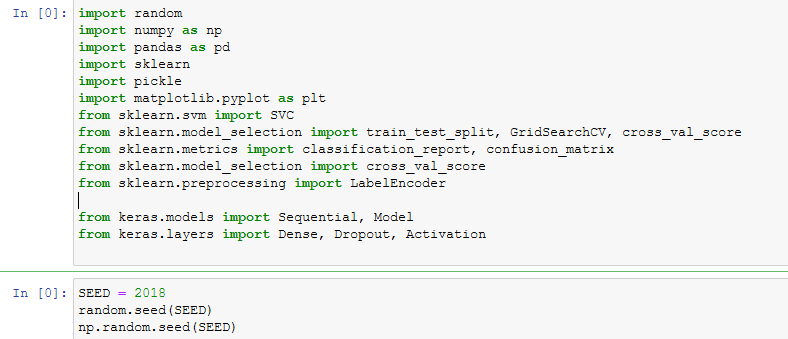 In [0]: import random
import numpy as np
import pandas as pd
import sklearn
import pickle
import matplotlib.pyplot as plt
from sklearn.svm import SVC
from sklearn.model_selection import train_test_split, GridSearchCV, cross_val_score
from sklearn.metrics import classification_report, confusion_matrix
from sklearn.model_selection import cross_val_score
from sklearn.preprocessing import LabelEncoder
from keras.models import Sequential, Model
from keras.layers import Dense, Dropout, Activation
In [0]: SEED = 2018
random.seed(SEED)
np.random.seed(SEED)